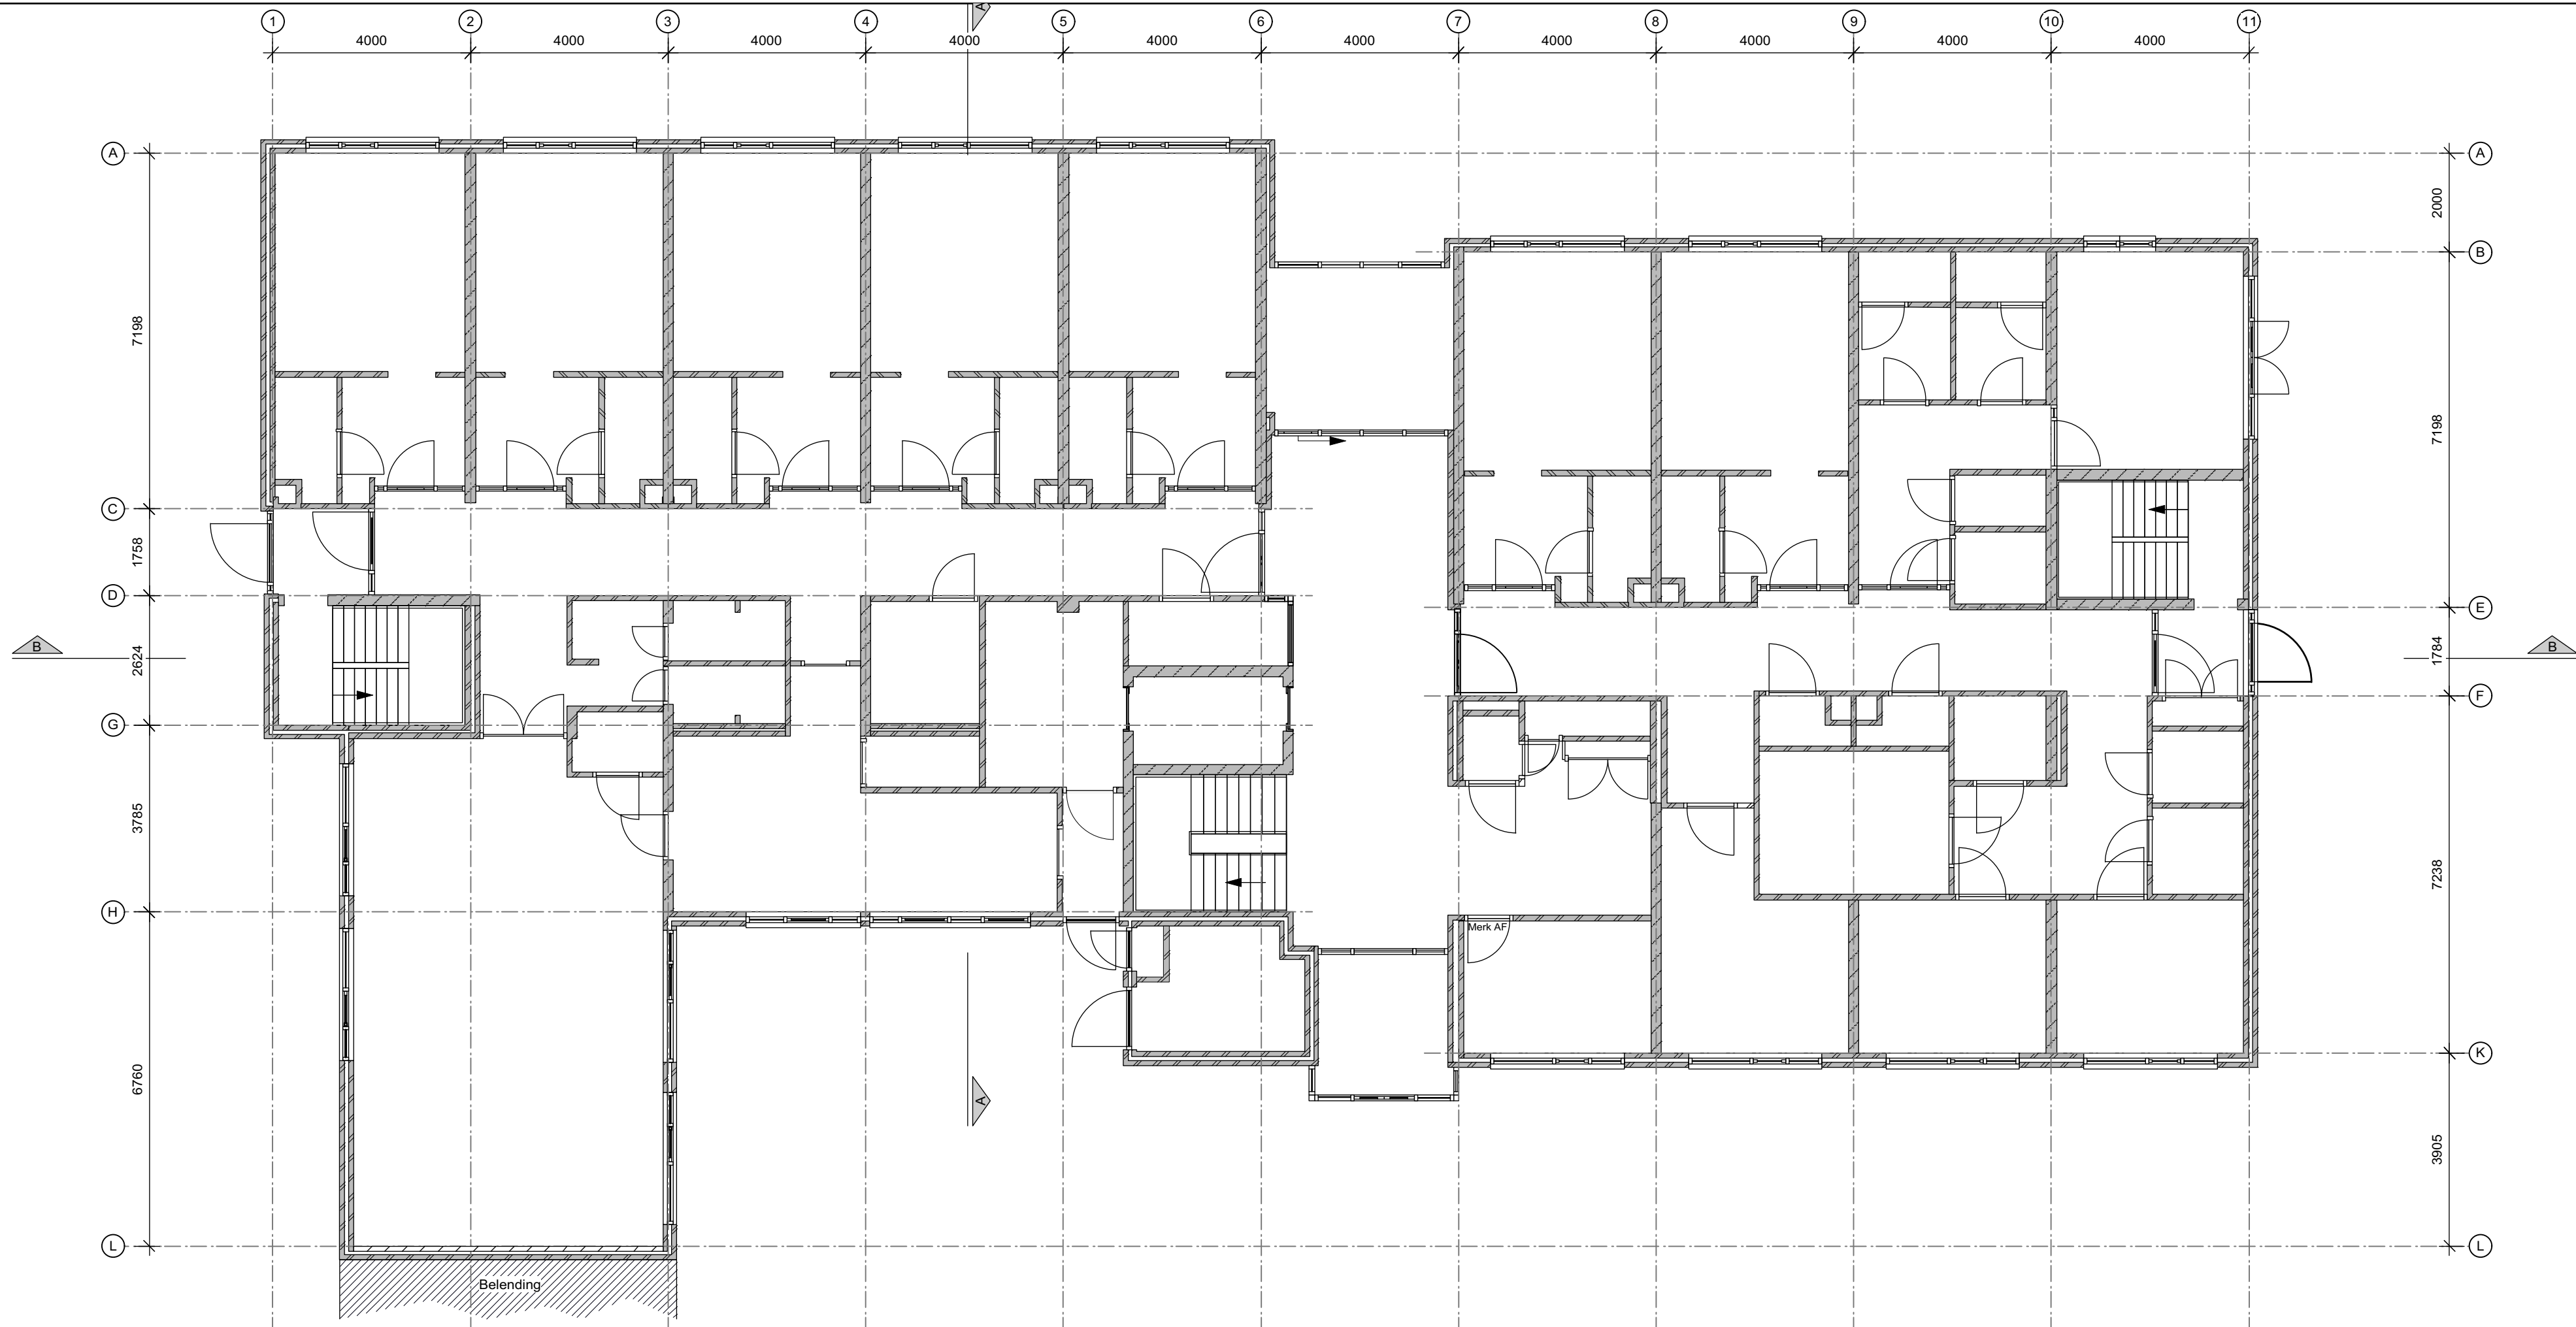 1 2 3 4 5 6 7 8 9 10 11
A
4000 4000 4000 4000 4000 4000 4000 4000 4000 4000
A A
2000
B
7198 7198
C
1758
D E
B 2624 1784 B
G F
3785
7238
H
Merk AF
K
6760 A
3905
L L
Belending